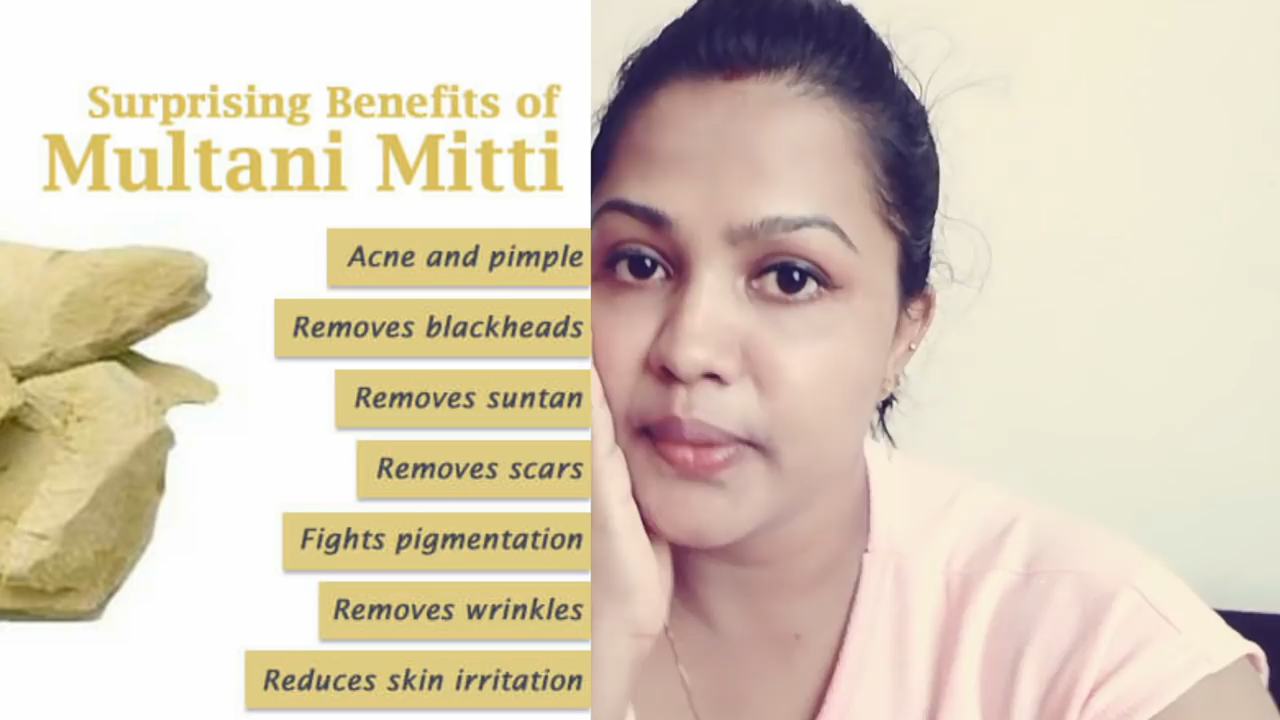 Surprising Benefits of
Multani Mitti
Acne and pimple
Removes blackheads
Removes suntan
Removes scars
Fights pigmentation
Removes wrinkles
Reduces skin irritation